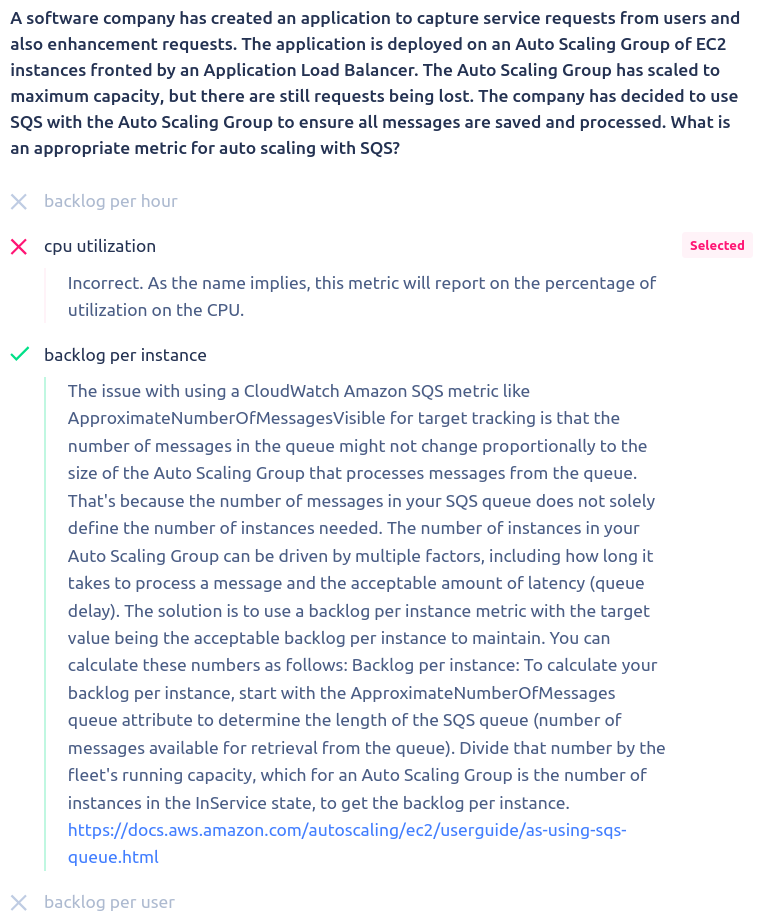 A software company has created an application to capture service requests from users and
also enhancement requests. The application is deployed on an Auto Scaling Group of EC2
instances fronted by an Application Load Balancer. The Auto Scaling Group has scaled to
maximum capacity, but there are still requests being lost. The company has decided to use
SQS with the Auto Scaling Group to ensure all messages are saved and processed. What is
an appropriate metric for auto scaling with SQS?
backlog per hour
cpu utilization
Selected
Incorrect. As the name implies, this metric will report on the percentage of
utilization on the CPU.
backlog per instance
The issue with using a CloudWatch Amazon SQS metric like
ApproximateNumberOfMessagesVisible for target tracking is that the
number of messages in the queue might not change proportionally to the
size of the Auto Scaling Group that processes messages from the queue.
That's because the number of messages in your SQS queue does not solely
define the number of instances needed. The number of instances in your
Auto Scaling Group can be driven by multiple factors, including how long it
takes to process a message and the acceptable amount of latency (queue
delay). The solution is to use a backlog per instance metric with the target
value being the acceptable backlog per instance to maintain. You can
calculate these numbers as follows: Backlog per instance: To calculate your
backlog per instance, start with the ApproximateNumberOfMessages
queue attribute to determine the length of the SQS queue (number of
messages available for retrieval from the queue). Divide that number by the
fleet's running capacity, which for an Auto Scaling Group is the number of
instances in the InService state, to get the backlog per instance.
https://docs.aws.amazon.com/autoscaling/ec2/userguide/as-using-sqs-
queue.html
backlog per user